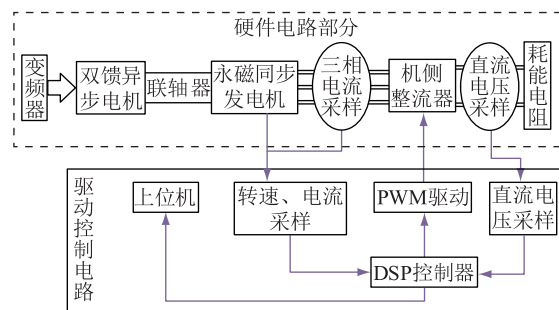 硬件电路部分
变频器
双馈异
步电机
联轴器
永磁同步
发电机
三相
电流
采样
机侧
整流器
直流
电压
采样
耗能电阻
驱动控制电路
上位机
转速、电流
采样
PWM驱动
直流电
压采样
DSP控制器